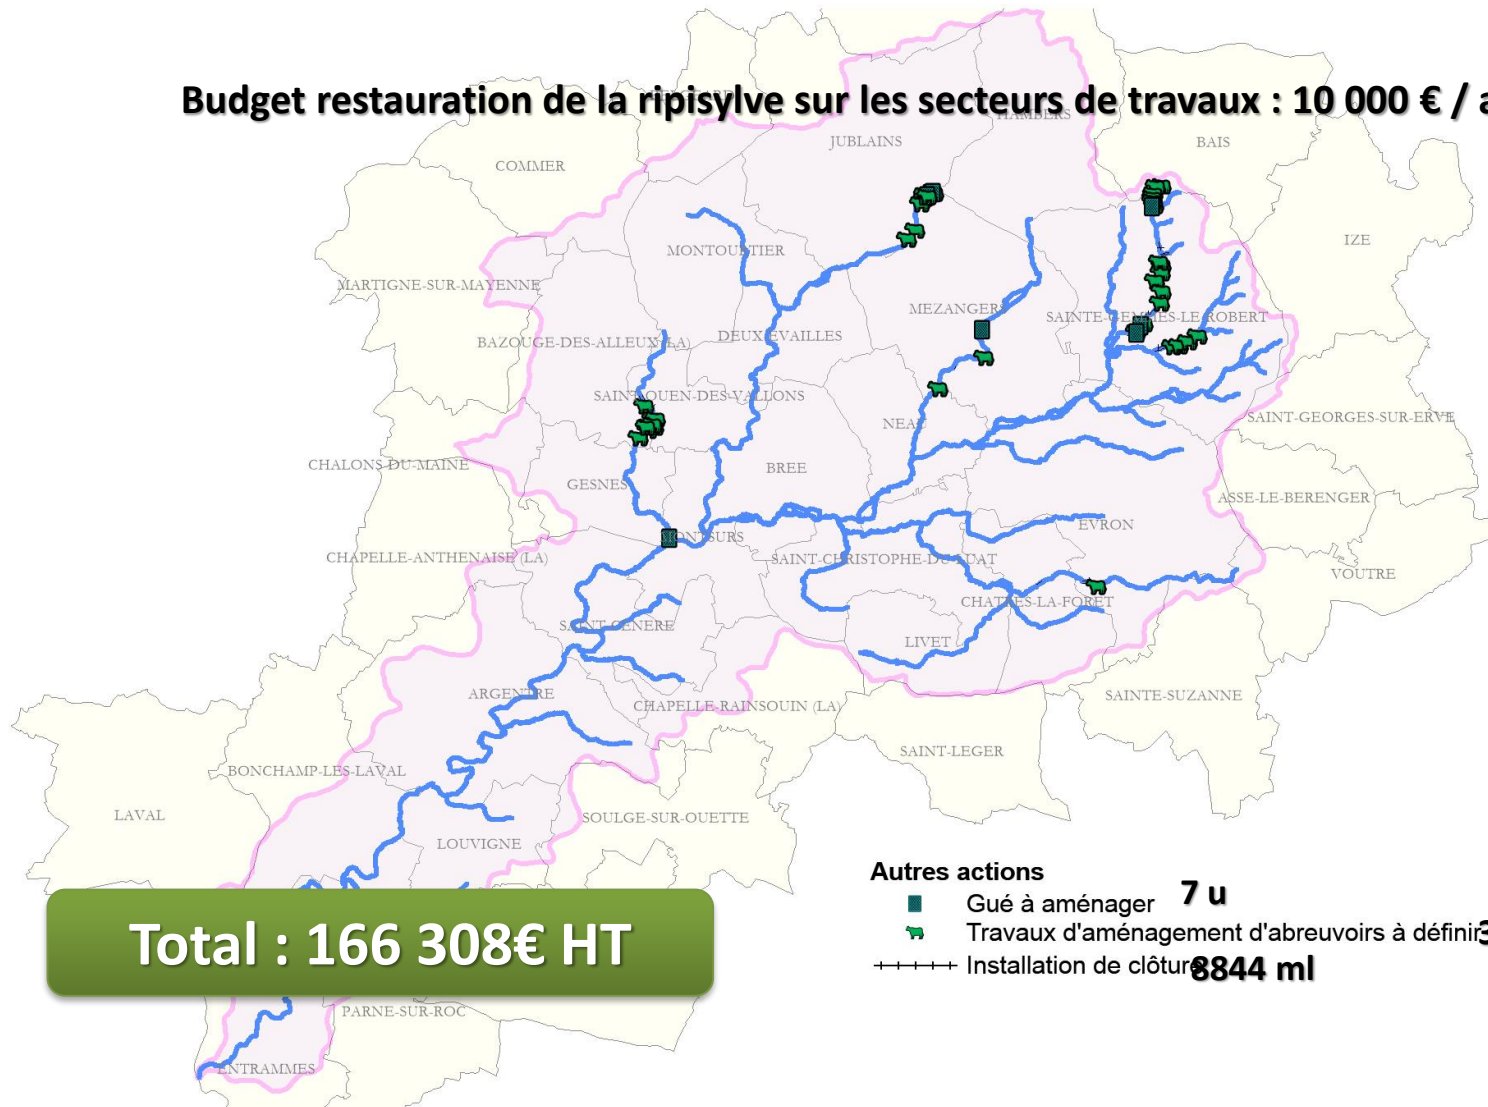 Budget restauration de la ripisylve sur les secteurs de travaux : 10 000 € / a
HAMBERS
JUBLAINS
BAIS
COMMER
IZE
MONTOURTIER
MARTIGNE-SUR-MAYENNE
MEZANGERS
SAINTE-GEMMES-LE-ROBERT
BAZOUGE-DES-ALLEUX (LA)
DEUX-EVAILLES
SAINT-OUEN-DES-VALLONS
NEAU
SAINT-GEORGES-SUR-ERVE
CHALONS-DU-MAINE
BREE
GESNES
ASSE-LE-BERENGER
EVRON
MONTSURS
CHAPELLE-ANTHENAISE (LA)
SAINT-CHRISTOPHE-DU-LUAT
VOUTRE
CHATRES-LA-FORET
SAINT-CENERE
LIVET
ARGENTRE
SAINTE-SUZANNE
CHAPELLE-RAINSOUIN (LA)
SAINT-LEGER
BONCHAMP-LES-LAVAL
LAVAL
SOULGE-SUR-OUETTE
LOUVIGNE
Autres actions
Gué à aménager 7 u
Travaux d'aménagement d'abreuvoirs à définir 3
Installation de clôture 8844 ml
Total : 166 308€ HT
PARNE-SUR-ROC
ENTRAMMES